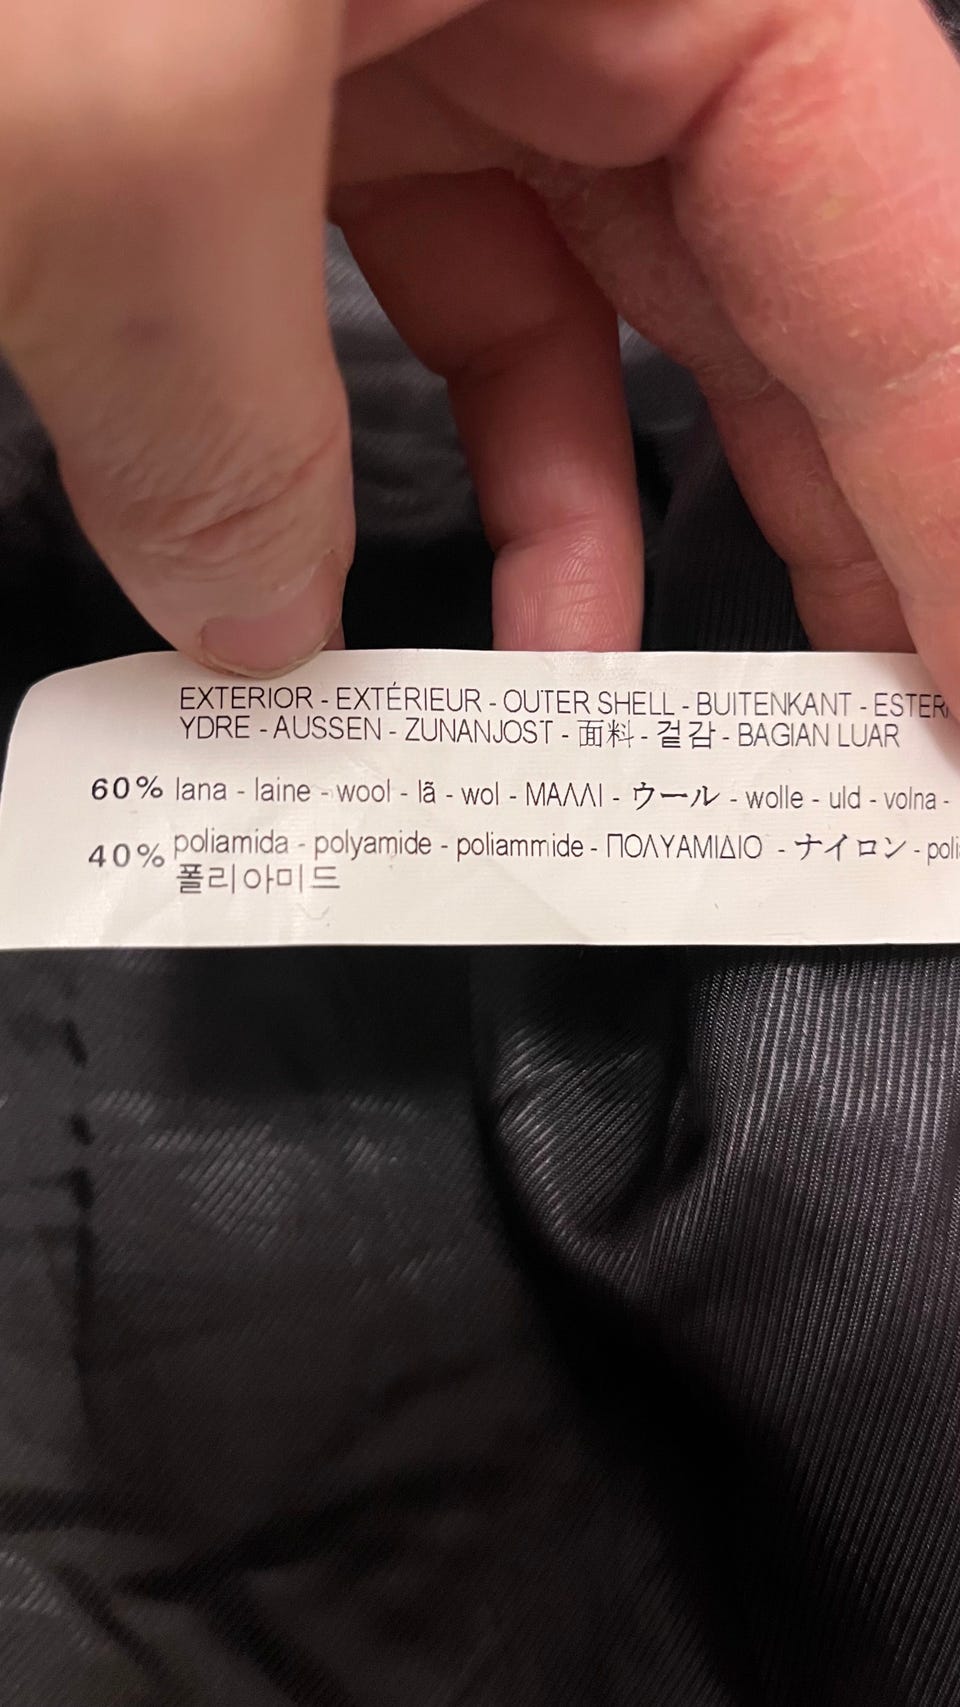 EXTERIOR - EXTÉRIEUR - OUTER SHELL - BUITENKANT - ESTER
YDRE - AUSSEN - ZUNANJOST - 面料 - 겉감 - BAGIAN LUAR
60% lana - laine - wool - lã - wol - ΜΑΛΛΙ - ウール - wolle - uld - volna -
40% poliamida - polyamide - poliammide - ΠΟΛΥΑΜΙΔΙΟ - ナイロン - poli
폴리아미드